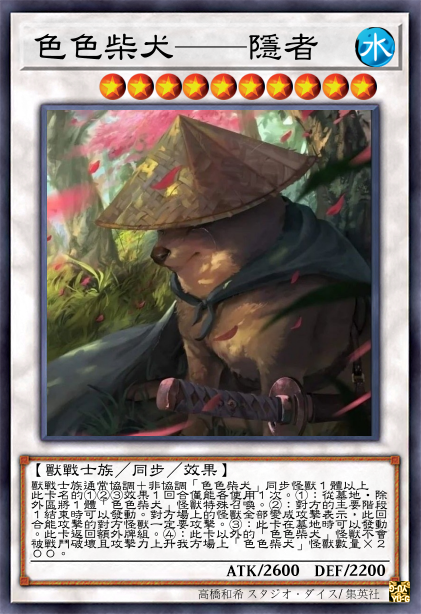 色色柴犬──隱者
水
【獸戰士族／同步／效果】
獸戰士族通常協調＋非協調「色色柴犬」同步怪獸１體以上
此卡名的①②③效果１回合僅能各使用１次。①：從墓地・除
外區將１體「色色柴犬」怪獸特殊召喚。②：對方的主要階段
１結束時可以發動。對方場上的怪獸全部變成攻擊表示，此回
合能攻擊的對方怪獸一定要攻擊。③：此卡在墓地時可以發動
。此卡返回額外牌組。④：此卡以外的「色色柴犬」怪獸不會
被戰鬥破壞且攻擊力上升我方場上「色色柴犬」怪獸數量×２
００。
ATK/2600 DEF/2200
高橋和希 スタジオ・ダイス/集英社